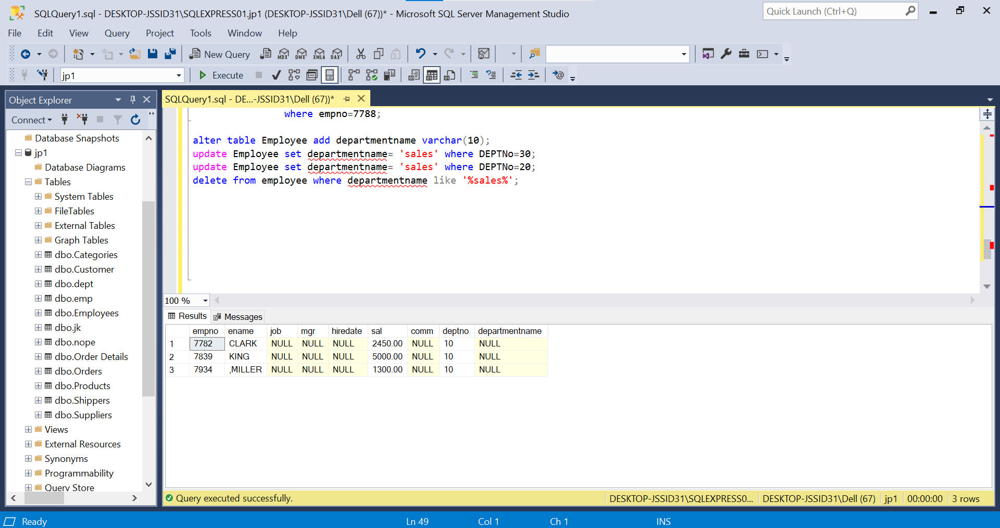 SQLQuery1.sql - DESKTOP-JSSID31\SQLEXPRESS01.jp1 (DESKTOP-JSSID31\Dell (67))* - Microsoft SQL Server Management Studio
Quick Launch (Ctrl+Q)
File Edit View Query Project Tools Window Help
New Query MDX DMX XMLA DAX
jp1 Execute
Object Explorer
Connect
Database Snapshots
jp1
Database Diagrams
Tables
System Tables
FileTables
External Tables
Graph Tables
dbo.Categories
dbo.Customer
dbo.dept
dbo.emp
dbo.Employees
dbo.jk
dbo.nope
dbo.Order Details
dbo.Orders
dbo.Products
dbo.Shippers
dbo.Suppliers
Views
External Resources
Synonyms
Programmability
Query Store
SQLQuery1.sql - DE...-JSSID31\Dell (67))*
where empno=7788;
alter table Employee add departmentname varchar(10);
update Employee set departmentname= 'sales' where DEPTNo=30;
update Employee set departmentname= 'sales' where DEPTNo=20;
delete from employee where departmentname like '%sales%';
100 %
Results Messages
empno ename job mgr hiredate sal comm deptno departmentname
1 7782 CLARK NULL NULL NULL 2450.00 NULL 10 NULL
2 7839 KING NULL NULL NULL 5000.00 NULL 10 NULL
3 7934 ,MILLER NULL NULL NULL 1300.00 NULL 10 NULL
Query executed successfully.
DESKTOP-JSSID31\SQLEXPRESS0... DESKTOP-JSSID31\Dell (67) jp1 00:00:00 3 rows
Ready Ln 49 Col 1 Ch 1 INS